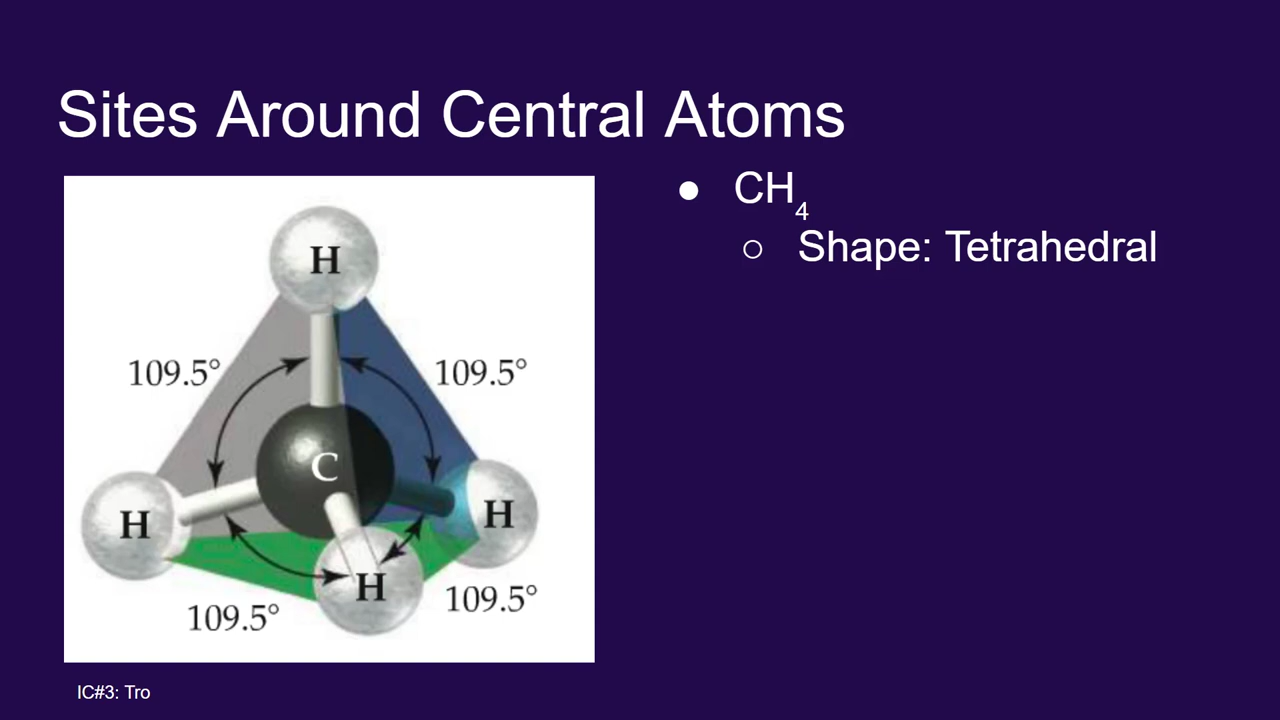 Sites Around Central Atoms
● CH₄
○ Shape: Tetrahedral
H
109.5° 109.5°
C
H H
H
109.5° 109.5°
IC#3: Tro